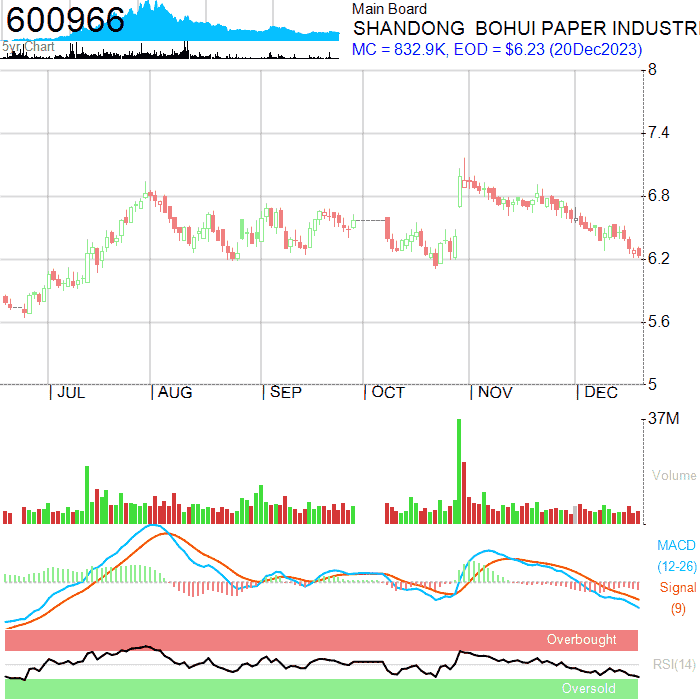 600966
5yr Chart
Main Board
SHANDONG  BOHUI PAPER INDUSTRI
MC = 832.9K, EOD = $6.23 (20Dec2023)
8
7.4
6.8
6.2
5.6
5
JUL AUG SEP OCT NOV DEC
37M
Volume
MACD
(12-26)
Signal
(9)
Overbought
RSI(14)
Oversold